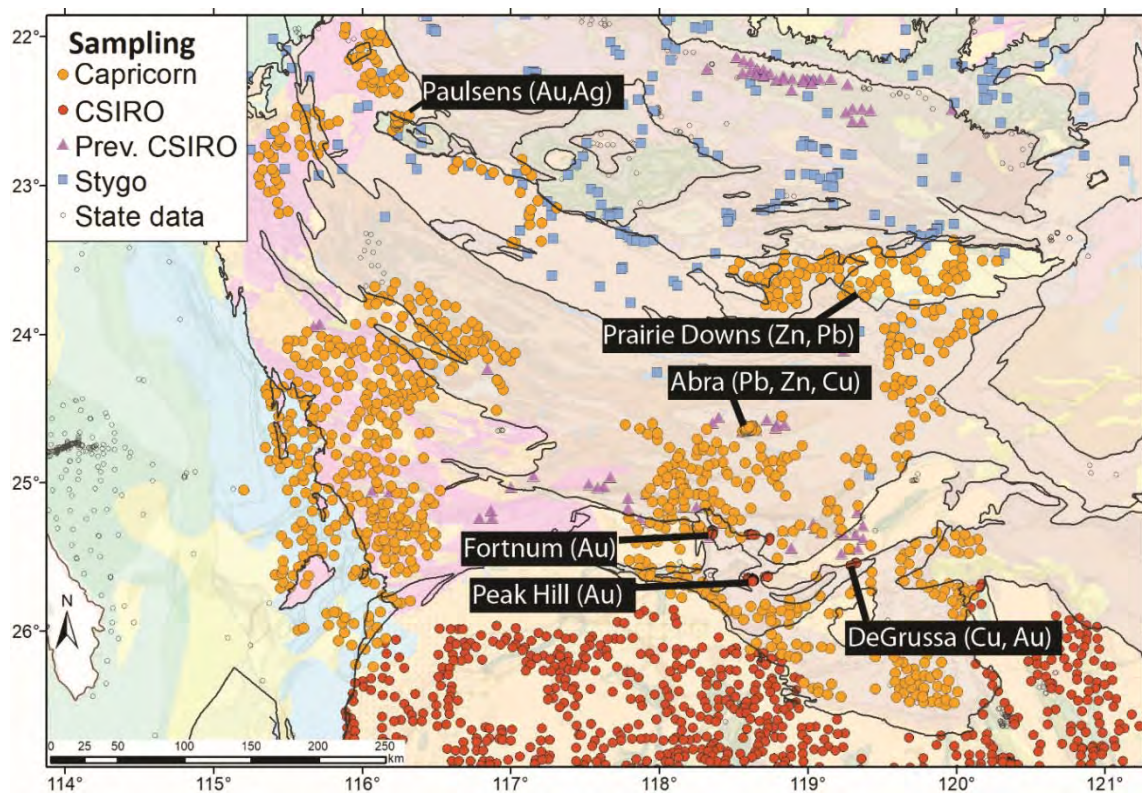 Sampling
Capricorn
CSIRO
Prev. CSIRO
Stygo
State data
22°
23°
24°
25°
26°
Paulsens (Au,Ag)
Prairie Downs (Zn, Pb)
Abra (Pb, Zn, Cu)
Fortnum (Au)
Peak Hill (Au)
DeGrussa (Cu, Au)
N
0 25 50 100 150 200 250
km
114 115 116 117 118° 119° 120° 121°